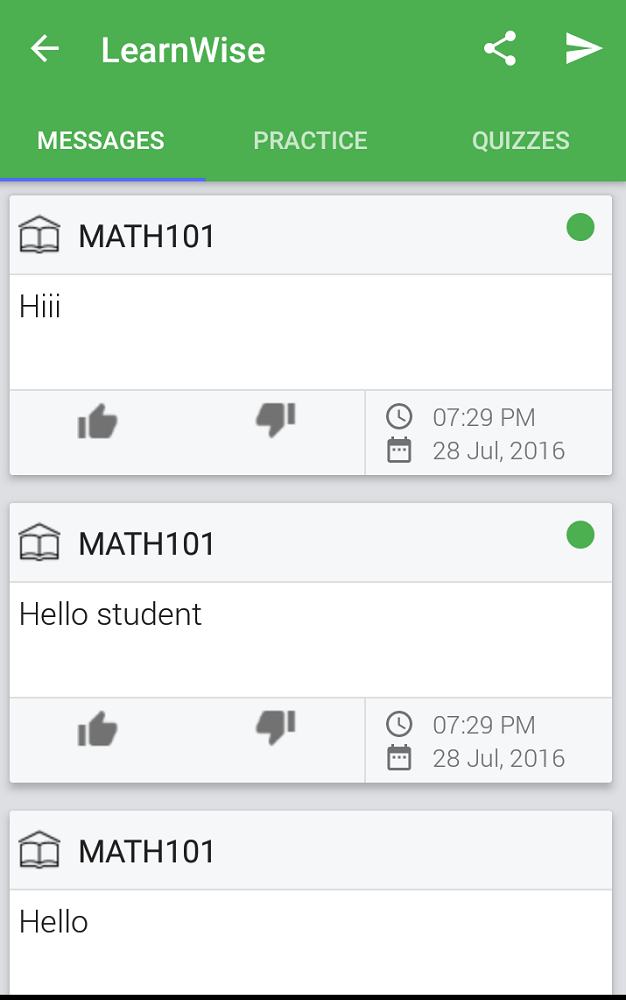 LearnWise
MESSAGES PRACTICE QUIZZES
MATH101
Hiii
07:29 PM
28 Jul, 2016
MATH101
Hello student
07:29 PM
28 Jul, 2016
MATH101
Hello